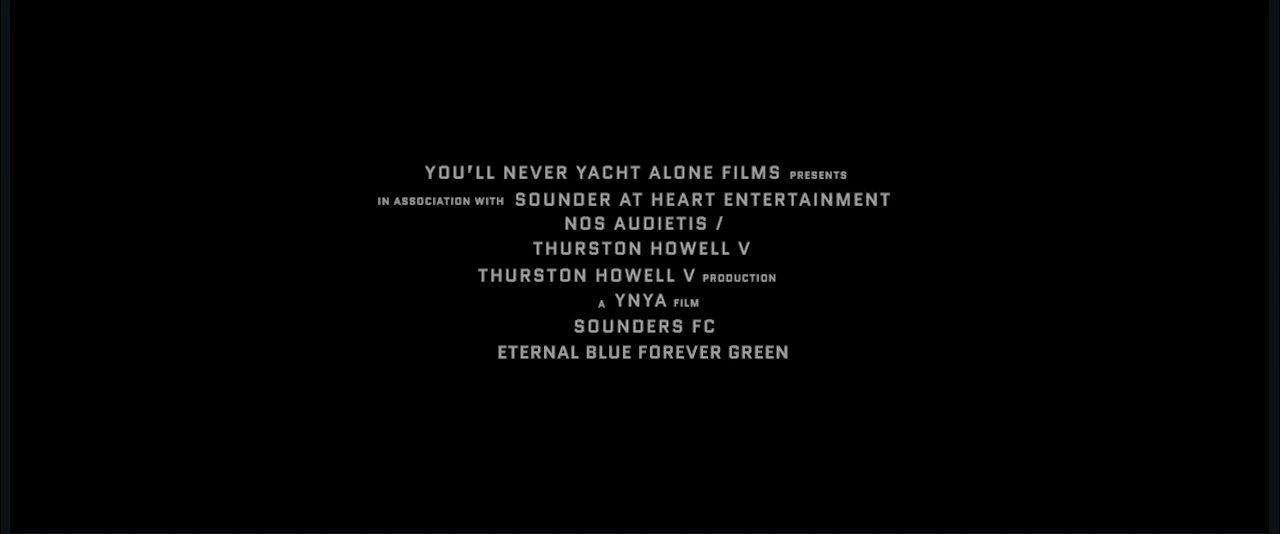 YOU'LL NEVER YACHT ALONE FILMS PRESENTS
IN ASSOCIATION WITH SOUNDER AT HEART ENTERTAINMENT
NOS AUDIETIS /
THURSTON HOWELL V
THURSTON HOWELL V PRODUCTION
A YNYA FILM
SOUNDERS FC
ETERNAL BLUE FOREVER GREEN